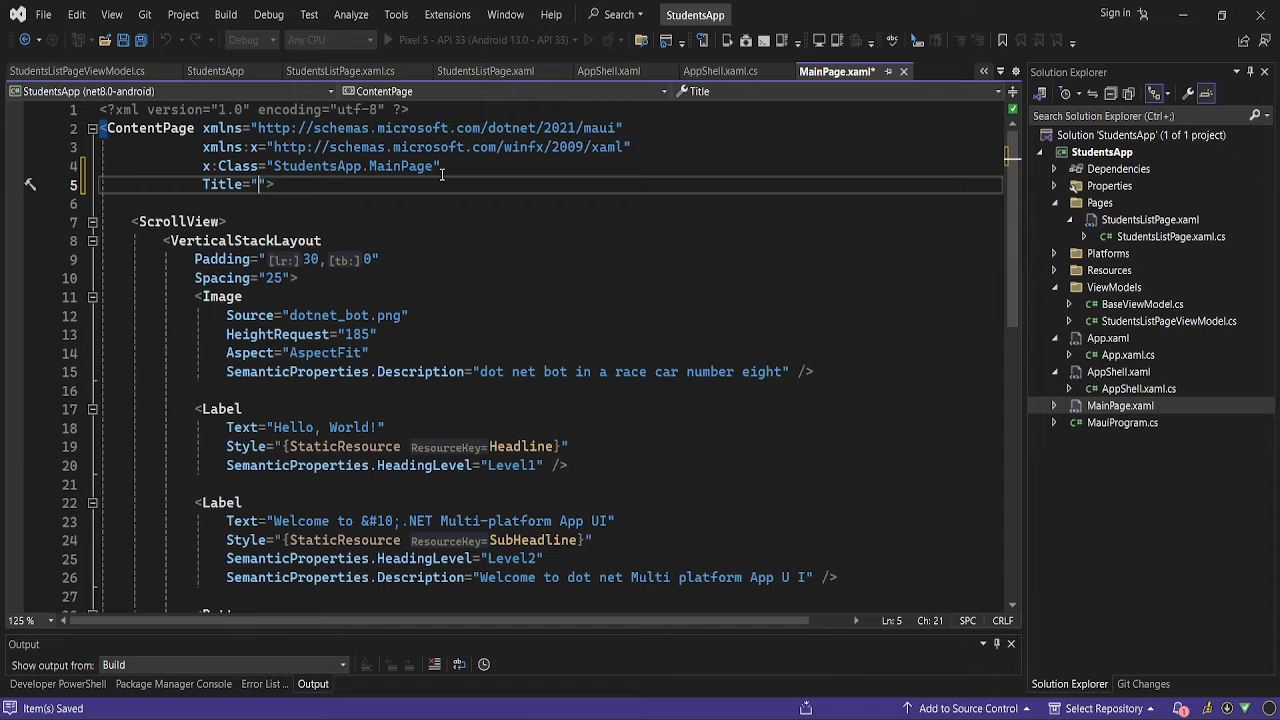 File Edit View Git Project Build Debug Test Analyze Tools Extensions Window Help Search StudentsApp Sign in
Debug Any CPU Pixel 5 - API 33 (Android 13.0 - API 33)
StudentsListPageViewModel.cs StudentsApp StudentsListPage.xaml.cs StudentsListPage.xaml AppShell.xaml AppShell.xaml.cs MainPage.xaml*
StudentsApp (net8.0-android) ContentPage Title
1 <?xml version="1.0" encoding="utf-8" ?>
2 <ContentPage xmlns="http://schemas.microsoft.com/dotnet/2021/maui"
3 xmlns:x="http://schemas.microsoft.com/winfx/2009/xaml"
4 x:Class="StudentsApp.MainPage"
5 Title="">
6
7 <ScrollView>
8 <VerticalStackLayout
9 Padding="[lr:]30,[tb:]0"
10 Spacing="25">
11 <Image
12 Source="dotnet_bot.png"
13 HeightRequest="185"
14 Aspect="AspectFit"
15 SemanticProperties.Description="dot net bot in a race car number eight" />
16
17 <Label
18 Text="Hello, World!"
19 Style="{StaticResource ResourceKey=Headline}"
20 SemanticProperties.HeadingLevel="Level1" />
21
22 <Label
23 Text="Welcome to &#10;.NET Multi-platform App UI"
24 Style="{StaticResource ResourceKey=SubHeadline}"
25 SemanticProperties.HeadingLevel="Level2"
26 SemanticProperties.Description="Welcome to dot net Multi platform App U I" />
27
125 % Ln: 5 Ch: 21 SPC CRLF
Output
Show output from: Build
Developer PowerShell Package Manager Console Error List ... Output
Solution Explorer
Search Solution Explorer (Ctrl+;)
Solution 'StudentsApp' (1 of 1 project)
StudentsApp
Dependencies
Properties
Pages
StudentsListPage.xaml
StudentsListPage.xaml.cs
Platforms
Resources
ViewModels
BaseViewModel.cs
StudentsListPageViewModel.cs
App.xaml
App.xaml.cs
AppShell.xaml
AppShell.xaml.cs
MainPage.xaml
MauiProgram.cs
Solution Explorer Git Changes
Item(s) Saved Add to Source Control Select Repository 1